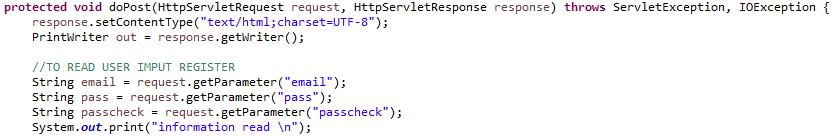 protected void doPost(HttpServletRequest request, HttpServletResponse response) throws ServletException, IOException {
response.setContentType("text/html;charset=UTF-8");
PrintWriter out = response.getWriter();
//TO READ USER IMPUT REGISTER
String email = request.getParameter("email");
String pass = request.getParameter("pass");
String passcheck = request.getParameter("passcheck");
System.out.print("information read \n");